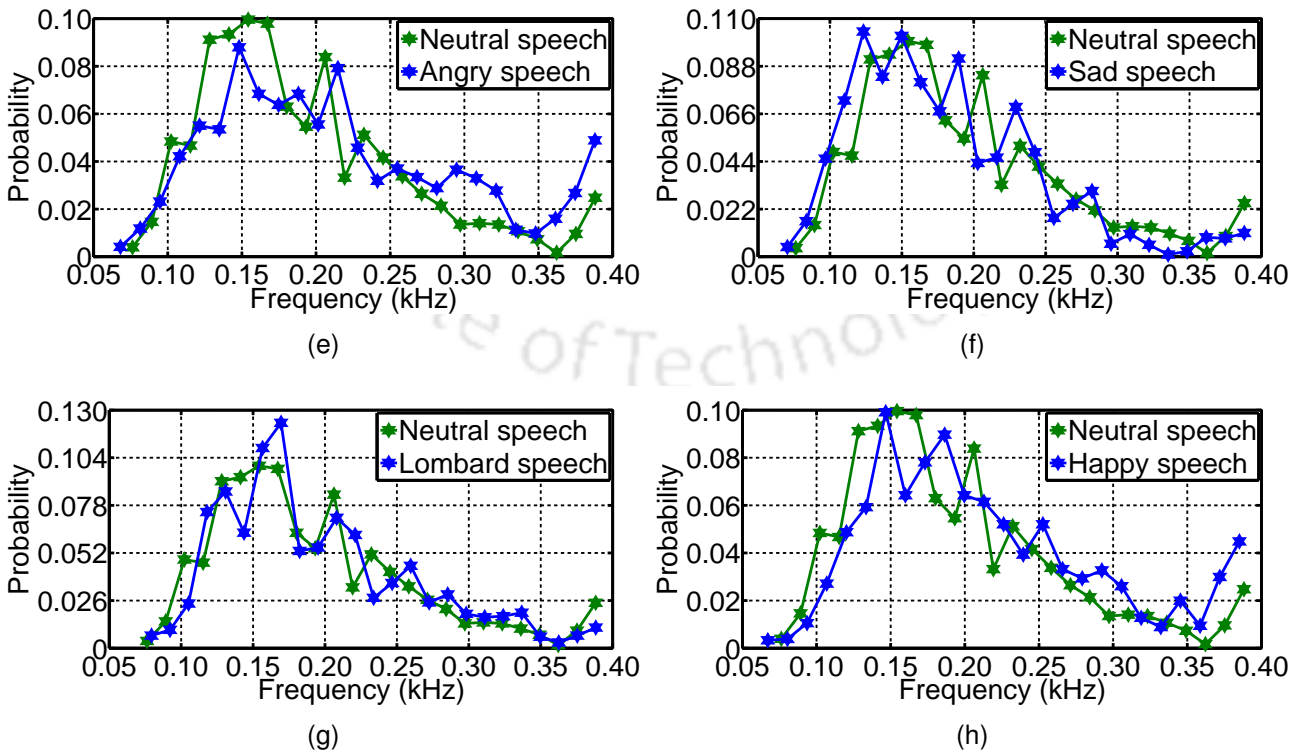 0.10
0.08
0.06
0.04
0.02
0
Probability
Neutral speech
Angry speech
0.05 0.10 0.15 0.20 0.25 0.30 0.35 0.40
Frequency (kHz)
(e)
0.110
0.088
0.066
0.044
0.022
0
Probability
Neutral speech
Sad speech
0.05 0.10 0.15 0.20 0.25 0.30 0.35 0.40
Frequency (kHz)
(f)
te of Technolo
0.130
0.104
0.078
0.052
0.026
0
Probability
Neutral speech
Lombard speech
0.05 0.10 0.15 0.20 0.25 0.30 0.35 0.40
Frequency (kHz)
(g)
0.10
0.08
0.06
0.04
0.02
0
Probability
Neutral speech
Happy speech
0.05 0.10 0.15 0.20 0.25 0.30 0.35 0.40
Frequency (kHz)
(h)